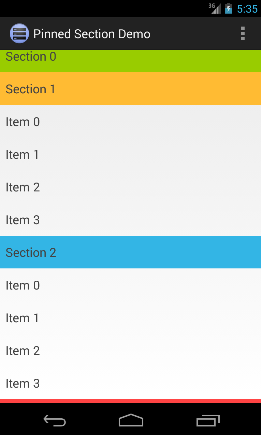 3G 5:35
Pinned Section Demo
Section 0
Section 1
Item 0
Item 1
Item 2
Item 3
Section 2
Item 0
Item 1
Item 2
Item 3